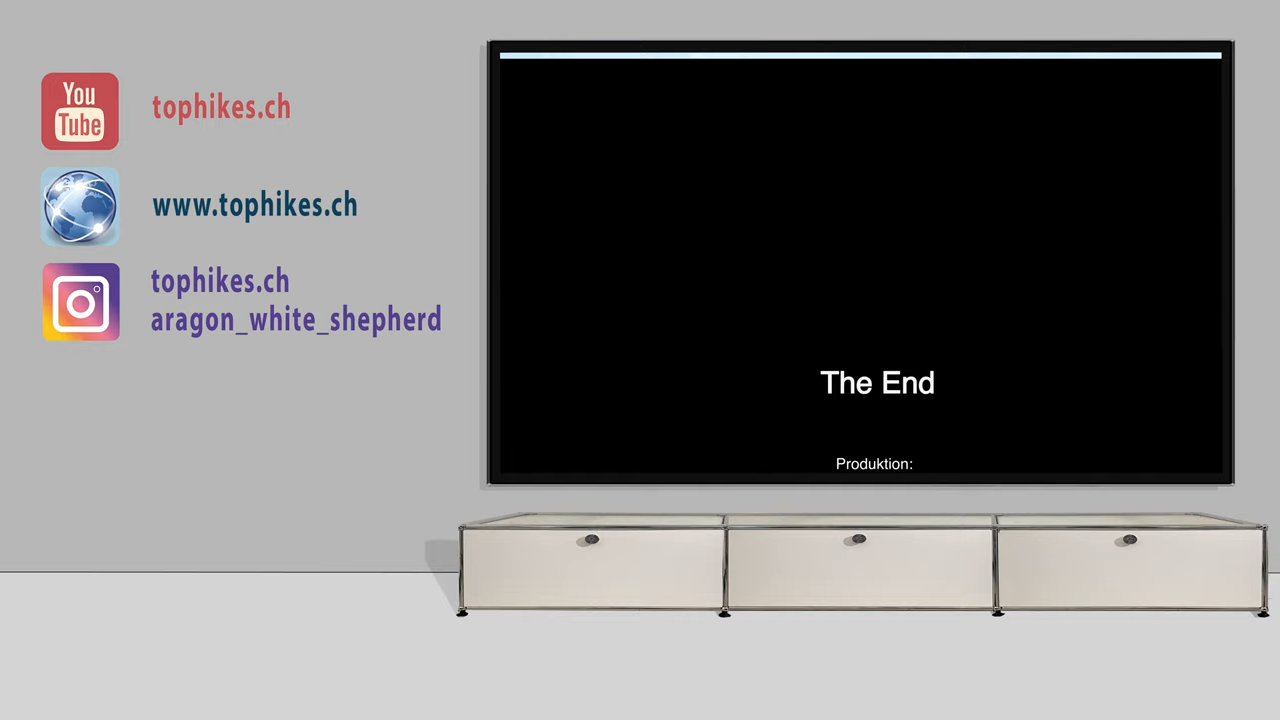 You
Tube
tophikes.ch
www.tophikes.ch
tophikes.ch
aragon_white_shepherd
The End
Produktion: